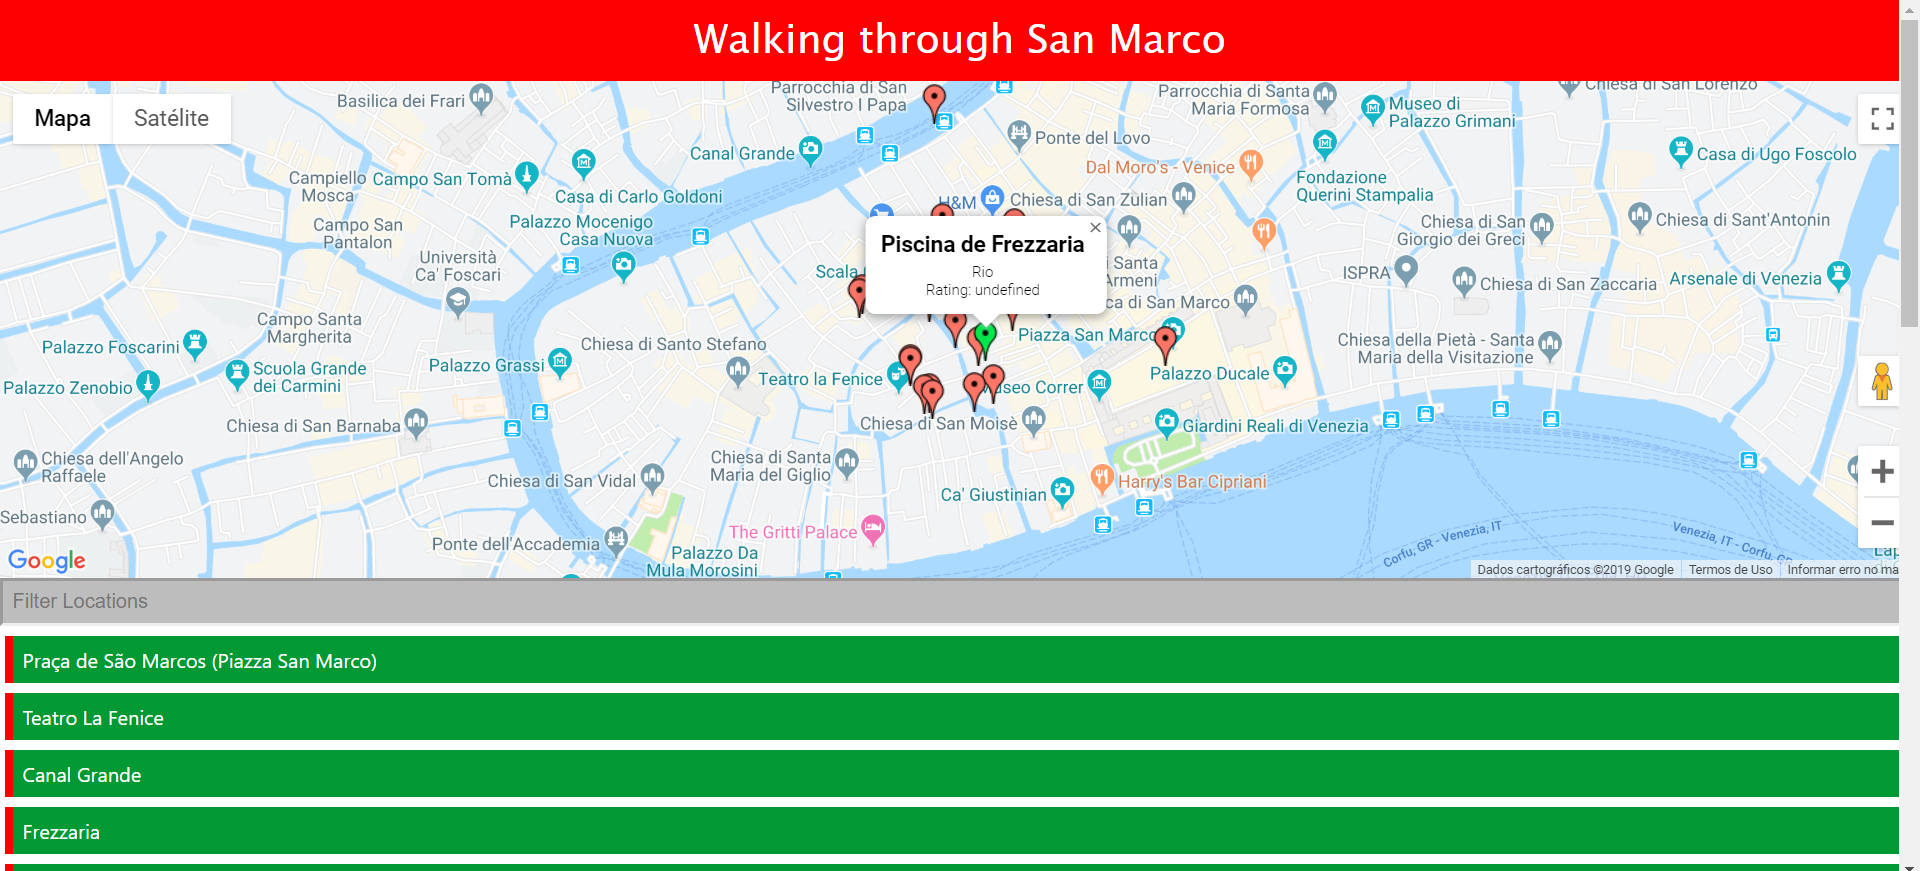 Walking through San Marco
Mapa
Satélite
Basilica dei Frari
Parrocchia di San
Silvestro I Papa
Parrocchia di Santa
Maria Formosa
Chiesa di San Lorenzo
Museo di
Palazzo Grimani
Ponte del Lovo
Canal Grande
Dal Moro's - Venice
Casa di Ugo Foscolo
Campiello
Mosca
Campo San Tomà
Casa di Carlo Goldoni
Fondazione
Querini Stampalia
H&M
Chiesa di San Zulian
Campo San
Pantalon
Palazzo Mocenigo
Casa Nuova
Chiesa di San
Giorgio dei Greci
Chiesa di Sant'Antonin
Piscina de Frezzaria
Rio
Rating: undefined
Università
Ca' Foscari
Scala
Santa
Armeni
ISPRA
Chiesa di San Zaccaria
Arsenale di Venezia
ca di San Marco
Campo Santa
Margherita
Palazzo Foscarini
Chiesa di Santo Stefano
Piazza San Marco
Chiesa della Pietà - Santa
Maria della Visitazione
Scuola Grande
dei Carmini
Palazzo Grassi
Teatro la Fenice
Palazzo Ducale
Palazzo Zenobio
useo Correr
Chiesa di San Barnaba
Chiesa di San Moisè
Giardini Reali di Venezia
Chiesa dell'Angelo
Raffaele
Chiesa di San Vidal
Chiesa di Santa
Maria del Giglio
Ca' Giustinian
Harry's Bar Cipriani
Sebastiano
The Gritti Palace
Ponte dell'Accademia
Palazzo Da
Mula Morosini
Corfu, GR - Venezia, IT
Venezia, IT - Corfu, G
Lap
Google
Dados cartográficos ©2019 Google
Termos de Uso
Informar erro no ma
Filter Locations
Praça de São Marcos (Piazza San Marco)
Teatro La Fenice
Canal Grande
Frezzaria